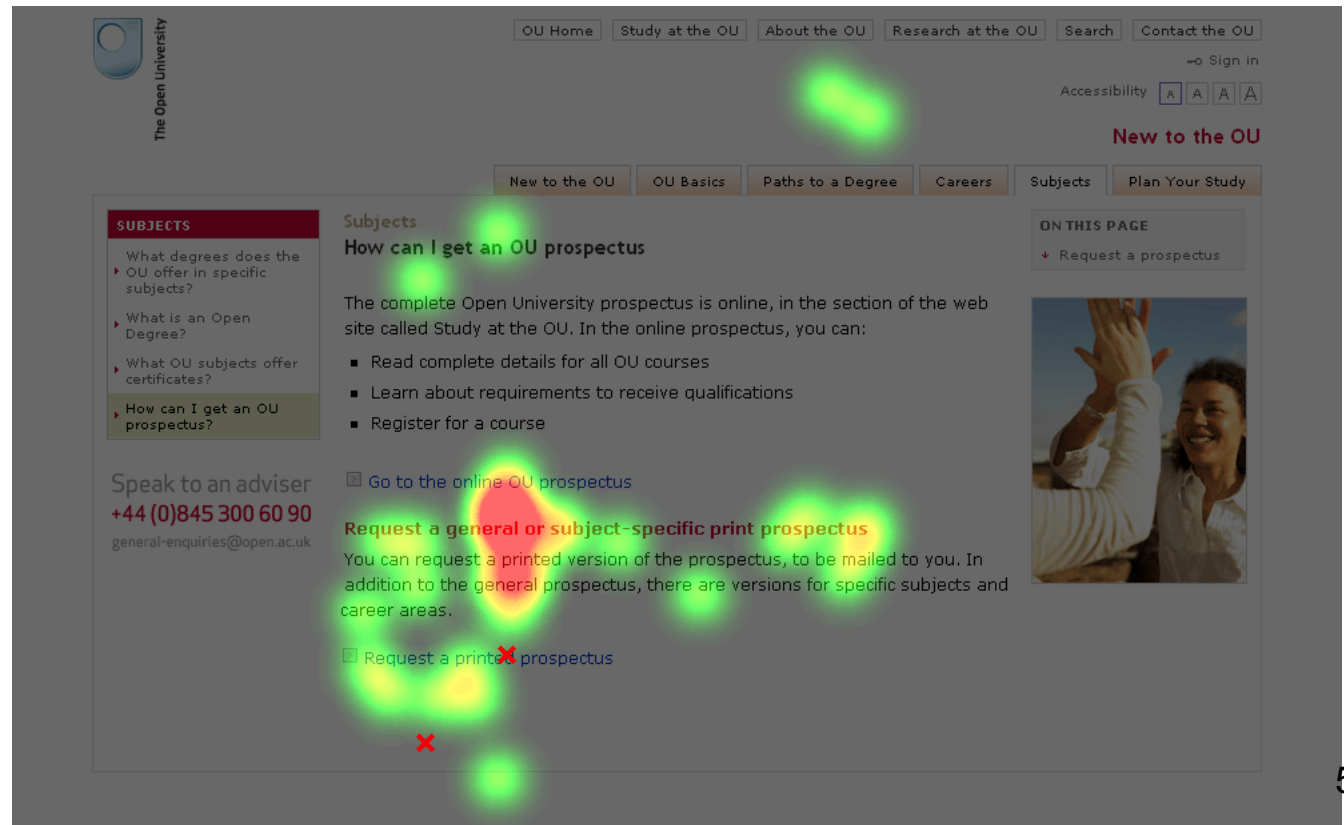 The Open University
OU Home Study at the OU About the OU Research at the OU Search Contact the OU
Sign in
Accessibility A A A A
New to the OU
New to the OU OU Basics Paths to a Degree Careers Subjects Plan Your Study
SUBJECTS
What degrees does the
OU offer in specific
subjects?
What is an Open
Degree?
What OU subjects offer
certificates?
How can I get an OU
prospectus?
Speak to an adviser
+44 (0)845 300 60 90
general-enquiries@open.ac.uk
Subjects
How can I get an OU prospectus
The complete Open University prospectus is online, in the section of the web
site called Study at the OU. In the online prospectus, you can:
Read complete details for all OU courses
Learn about requirements to receive qualifications
Register for a course
Go to the online OU prospectus
Request a general or subject-specific print prospectus
You can request a printed version of the prospectus, to be mailed to you. In
addition to the general prospectus, there are versions for specific subjects and
career areas.
Request a printed prospectus
ON THIS PAGE
Request a prospectus